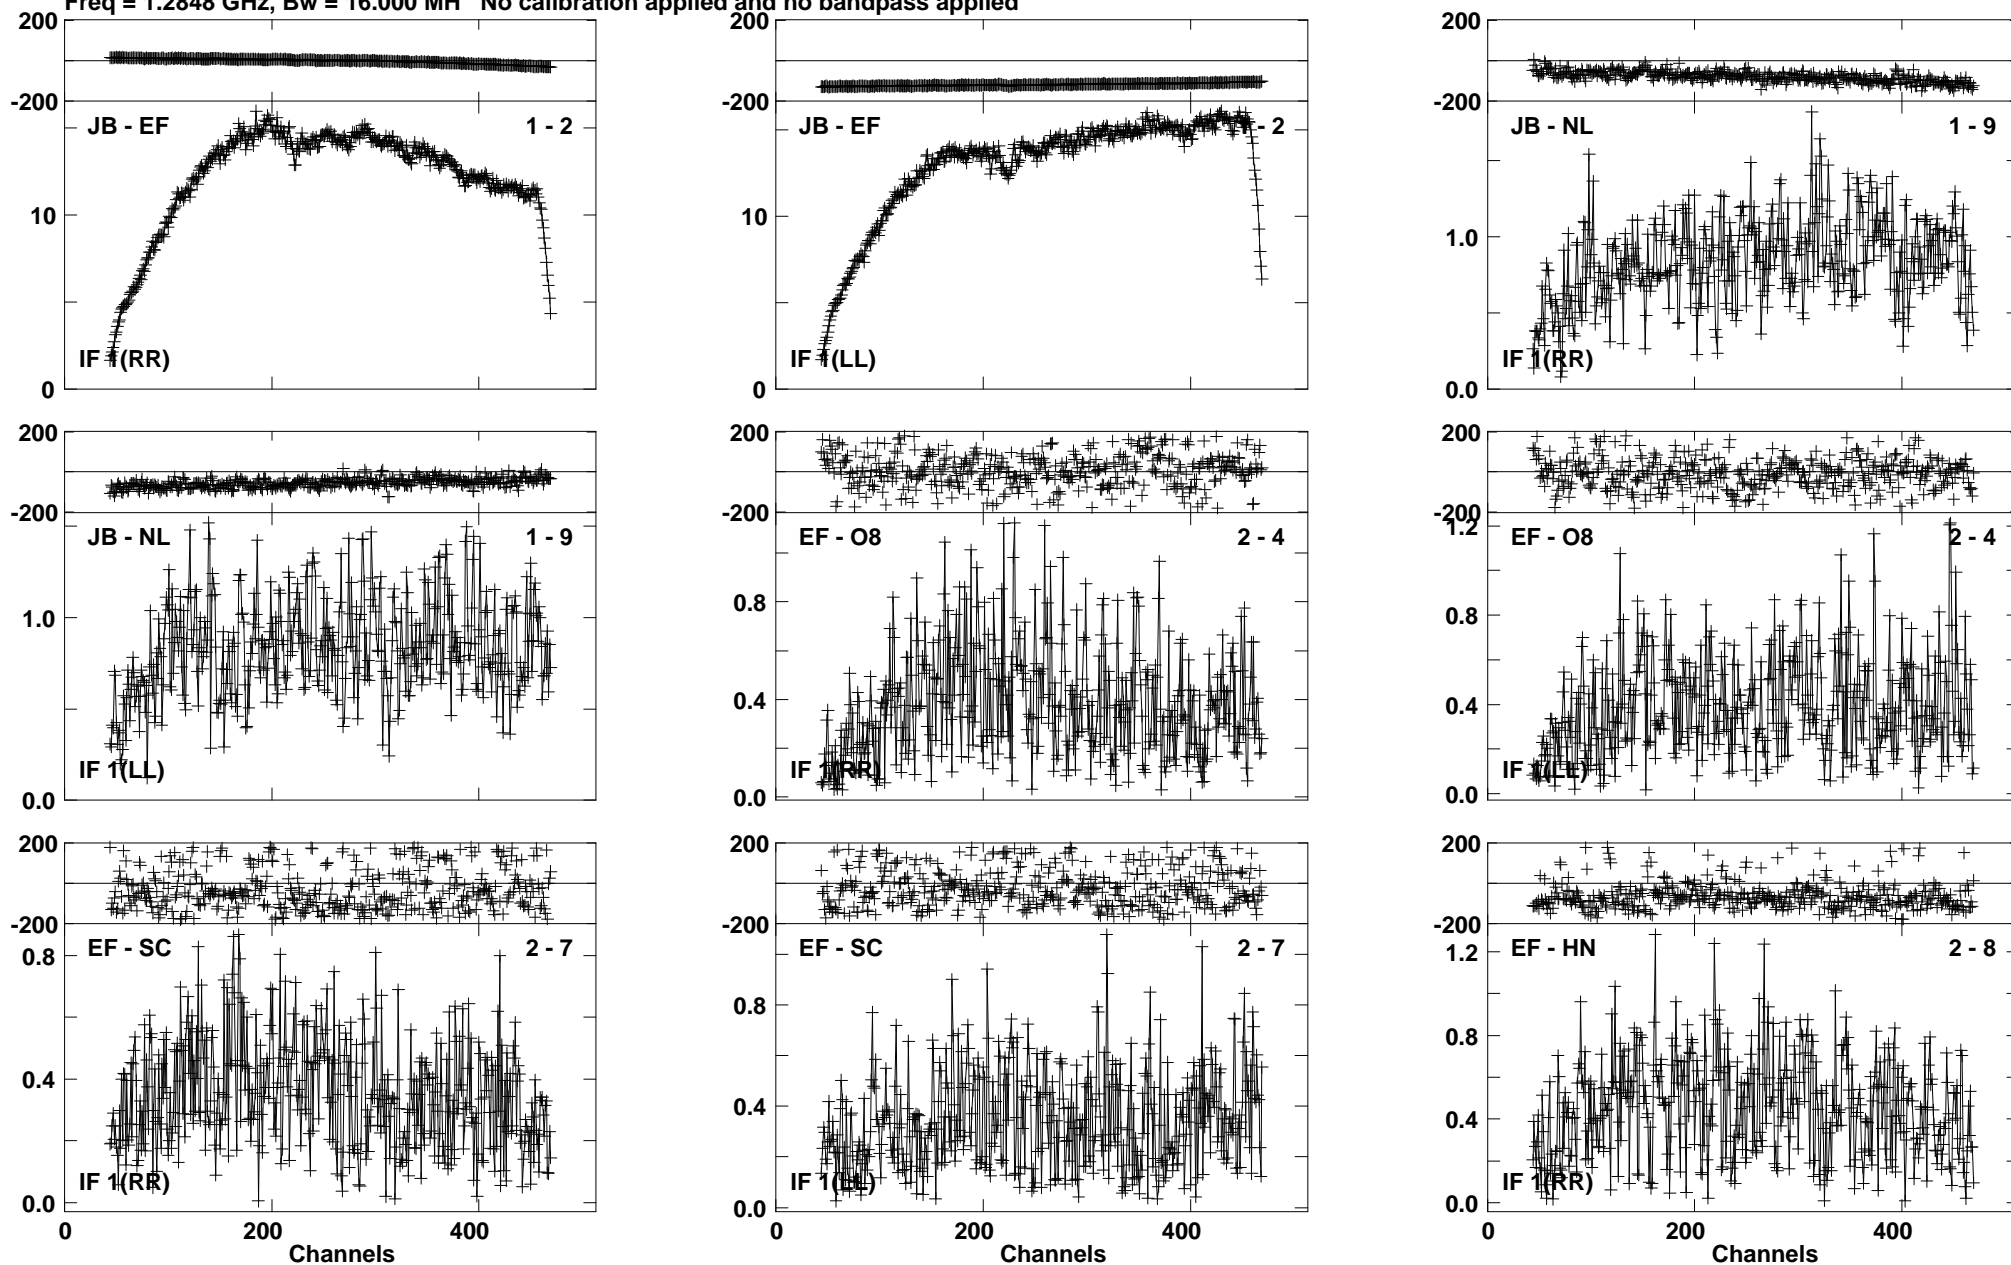 Freq = 1.2848 GHz, Bw = 16.000 MH No calibration applied and no bandpass applied
200
-200
JB - EF
1 - 2
10
IF 1(RR)
0
JB - EF
1 - 2
10
IF 1(LL)
0
200
-200
200
-200
JB - NL
1 - 9
1.0
IF 1(RR)
0.0
200
-200
JB - NL
1 - 9
1.0
IF 1(LL)
0.0
200
-200
EF - O8
2 - 4
0.8
0.4
IF 1(RR)
0.0
200
-200
1.2
EF - O8
2 - 4
0.8
0.4
IF 1(LL)
0.0
200
-200
EF - SC
2 - 7
0.8
0.4
IF 1(RR)
0.0
0 200 400
Channels
200
-200
EF - SC
2 - 7
0.8
0.4
IF 1(LL)
0.0
0 200 400
Channels
200
-200
EF - HN
2 - 8
1.2
0.8
0.4
IF 1(RR)
0.0
0 200 400
Channels